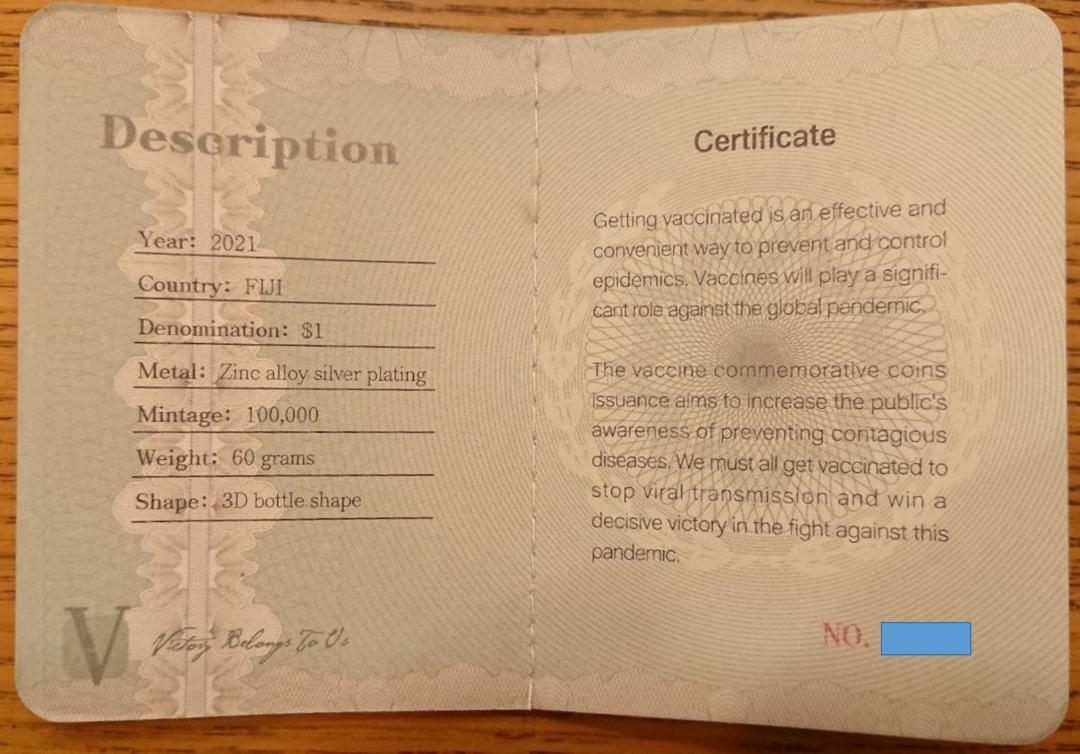 Description
Year: 2021
Country: FIJI
Denomination: $1
Metal: Zinc alloy silver plating
Mintage: 100,000
Weight: 60 grams
Shape: 3D bottle shape
V
Victory Belongs To Us
Certificate
Getting vaccinated is an effective and
convenient way to prevent and control
epidemics. Vaccines will play a signifi-
cant role against the global pandemic.
The vaccine commemorative coins
issuance aims to increase the public's
awareness of preventing contagious
diseases. We must all get vaccinated to
stop viral transmission and win a
decisive victory in the fight against this
pandemic.
NO.